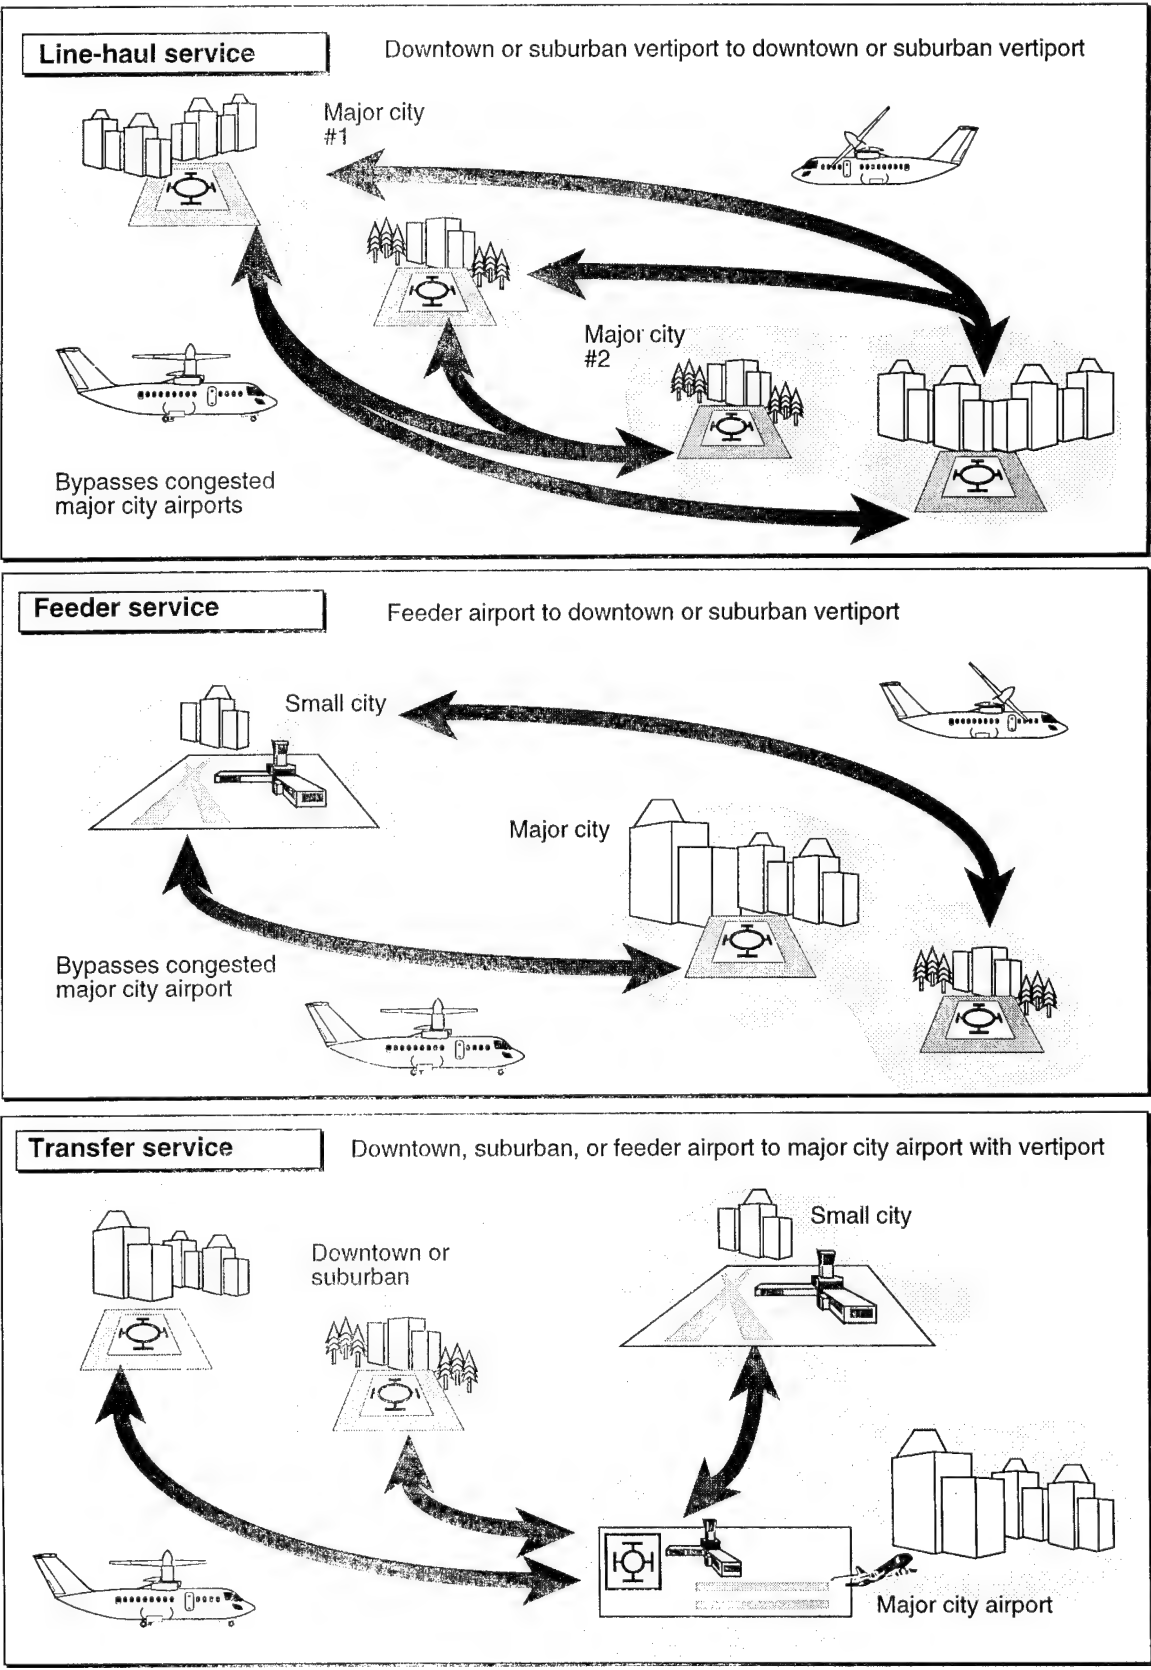 Line-haul service
Downtown or suburban vertiport to downtown or suburban vertiport
Major city
#1
Major city
#2
Bypasses congested
major city airports
Feeder service
Feeder airport to downtown or suburban vertiport
Small city
Major city
Bypasses congested
major city airport
Transfer service
Downtown, suburban, or feeder airport to major city airport with vertiport
Small city
Downtown or
suburban
Major city airport